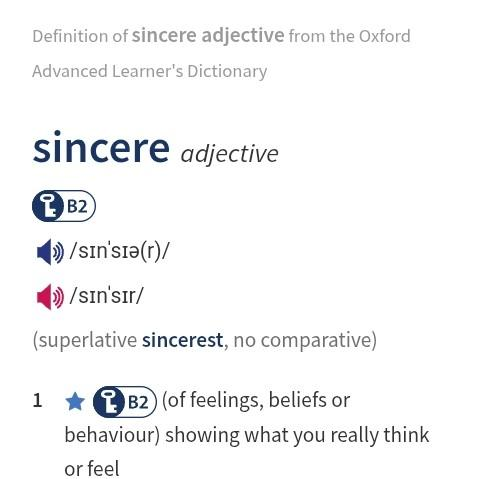 Definition of sincere adjective from the Oxford
Advanced Learner's Dictionary
sincere adjective
B2
/sɪnˈsɪə(r)/
/sɪnˈsɪr/
(superlative sincerest, no comparative)
1 B2 (of feelings, beliefs or
behaviour) showing what you really think
or feel